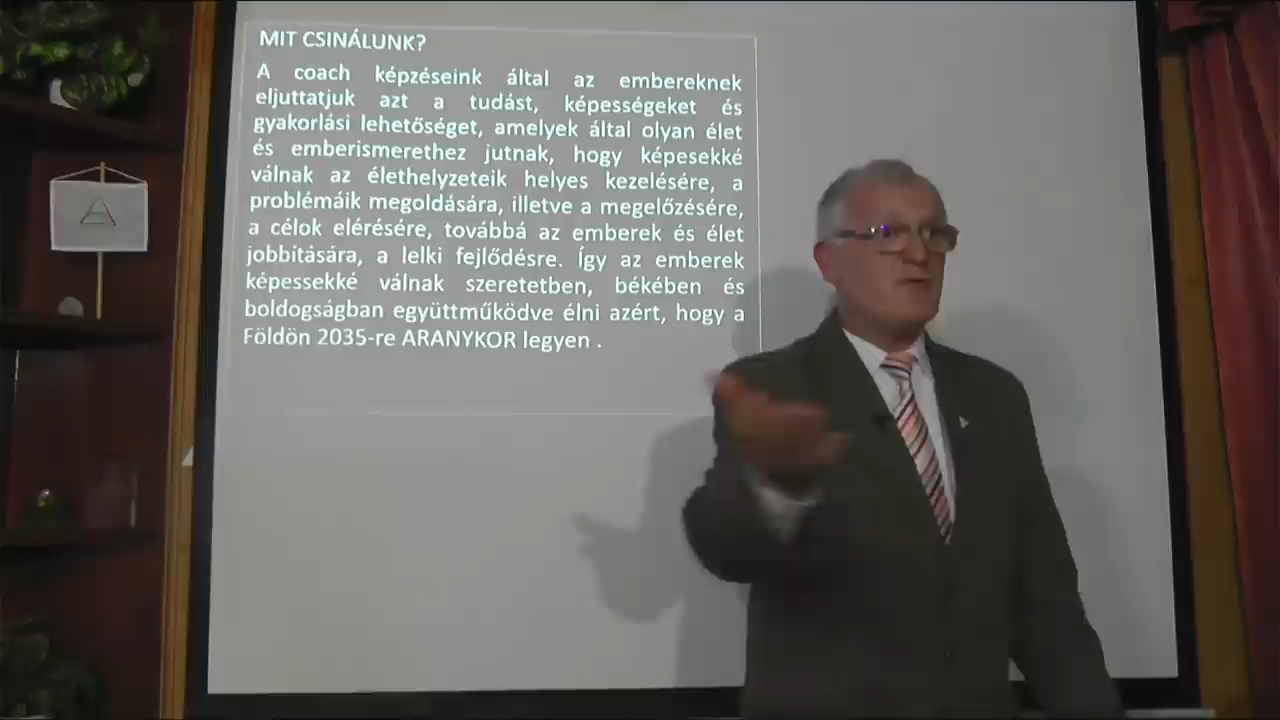 MIT CSINÁLUNK?
A coach képzéseink által az embereknek
eljuttatjuk azt a tudást, képességeket és
gyakorlási lehetőséget, amelyek által olyan élet
és emberismerethez jutnak, hogy képesekké
válnak az élethelyzeteik helyes kezelésére, a
problémáik megoldására, illetve a megelőzésére,
a célok elérésére, továbbá az emberek és élet
jobbítására, a lelki fejlődésre. Így az emberek
képessekké válnak szeretetben, békében és
boldogságban együttműködve élni azért, hogy a
Földön 2035-re ARANYKOR legyen .